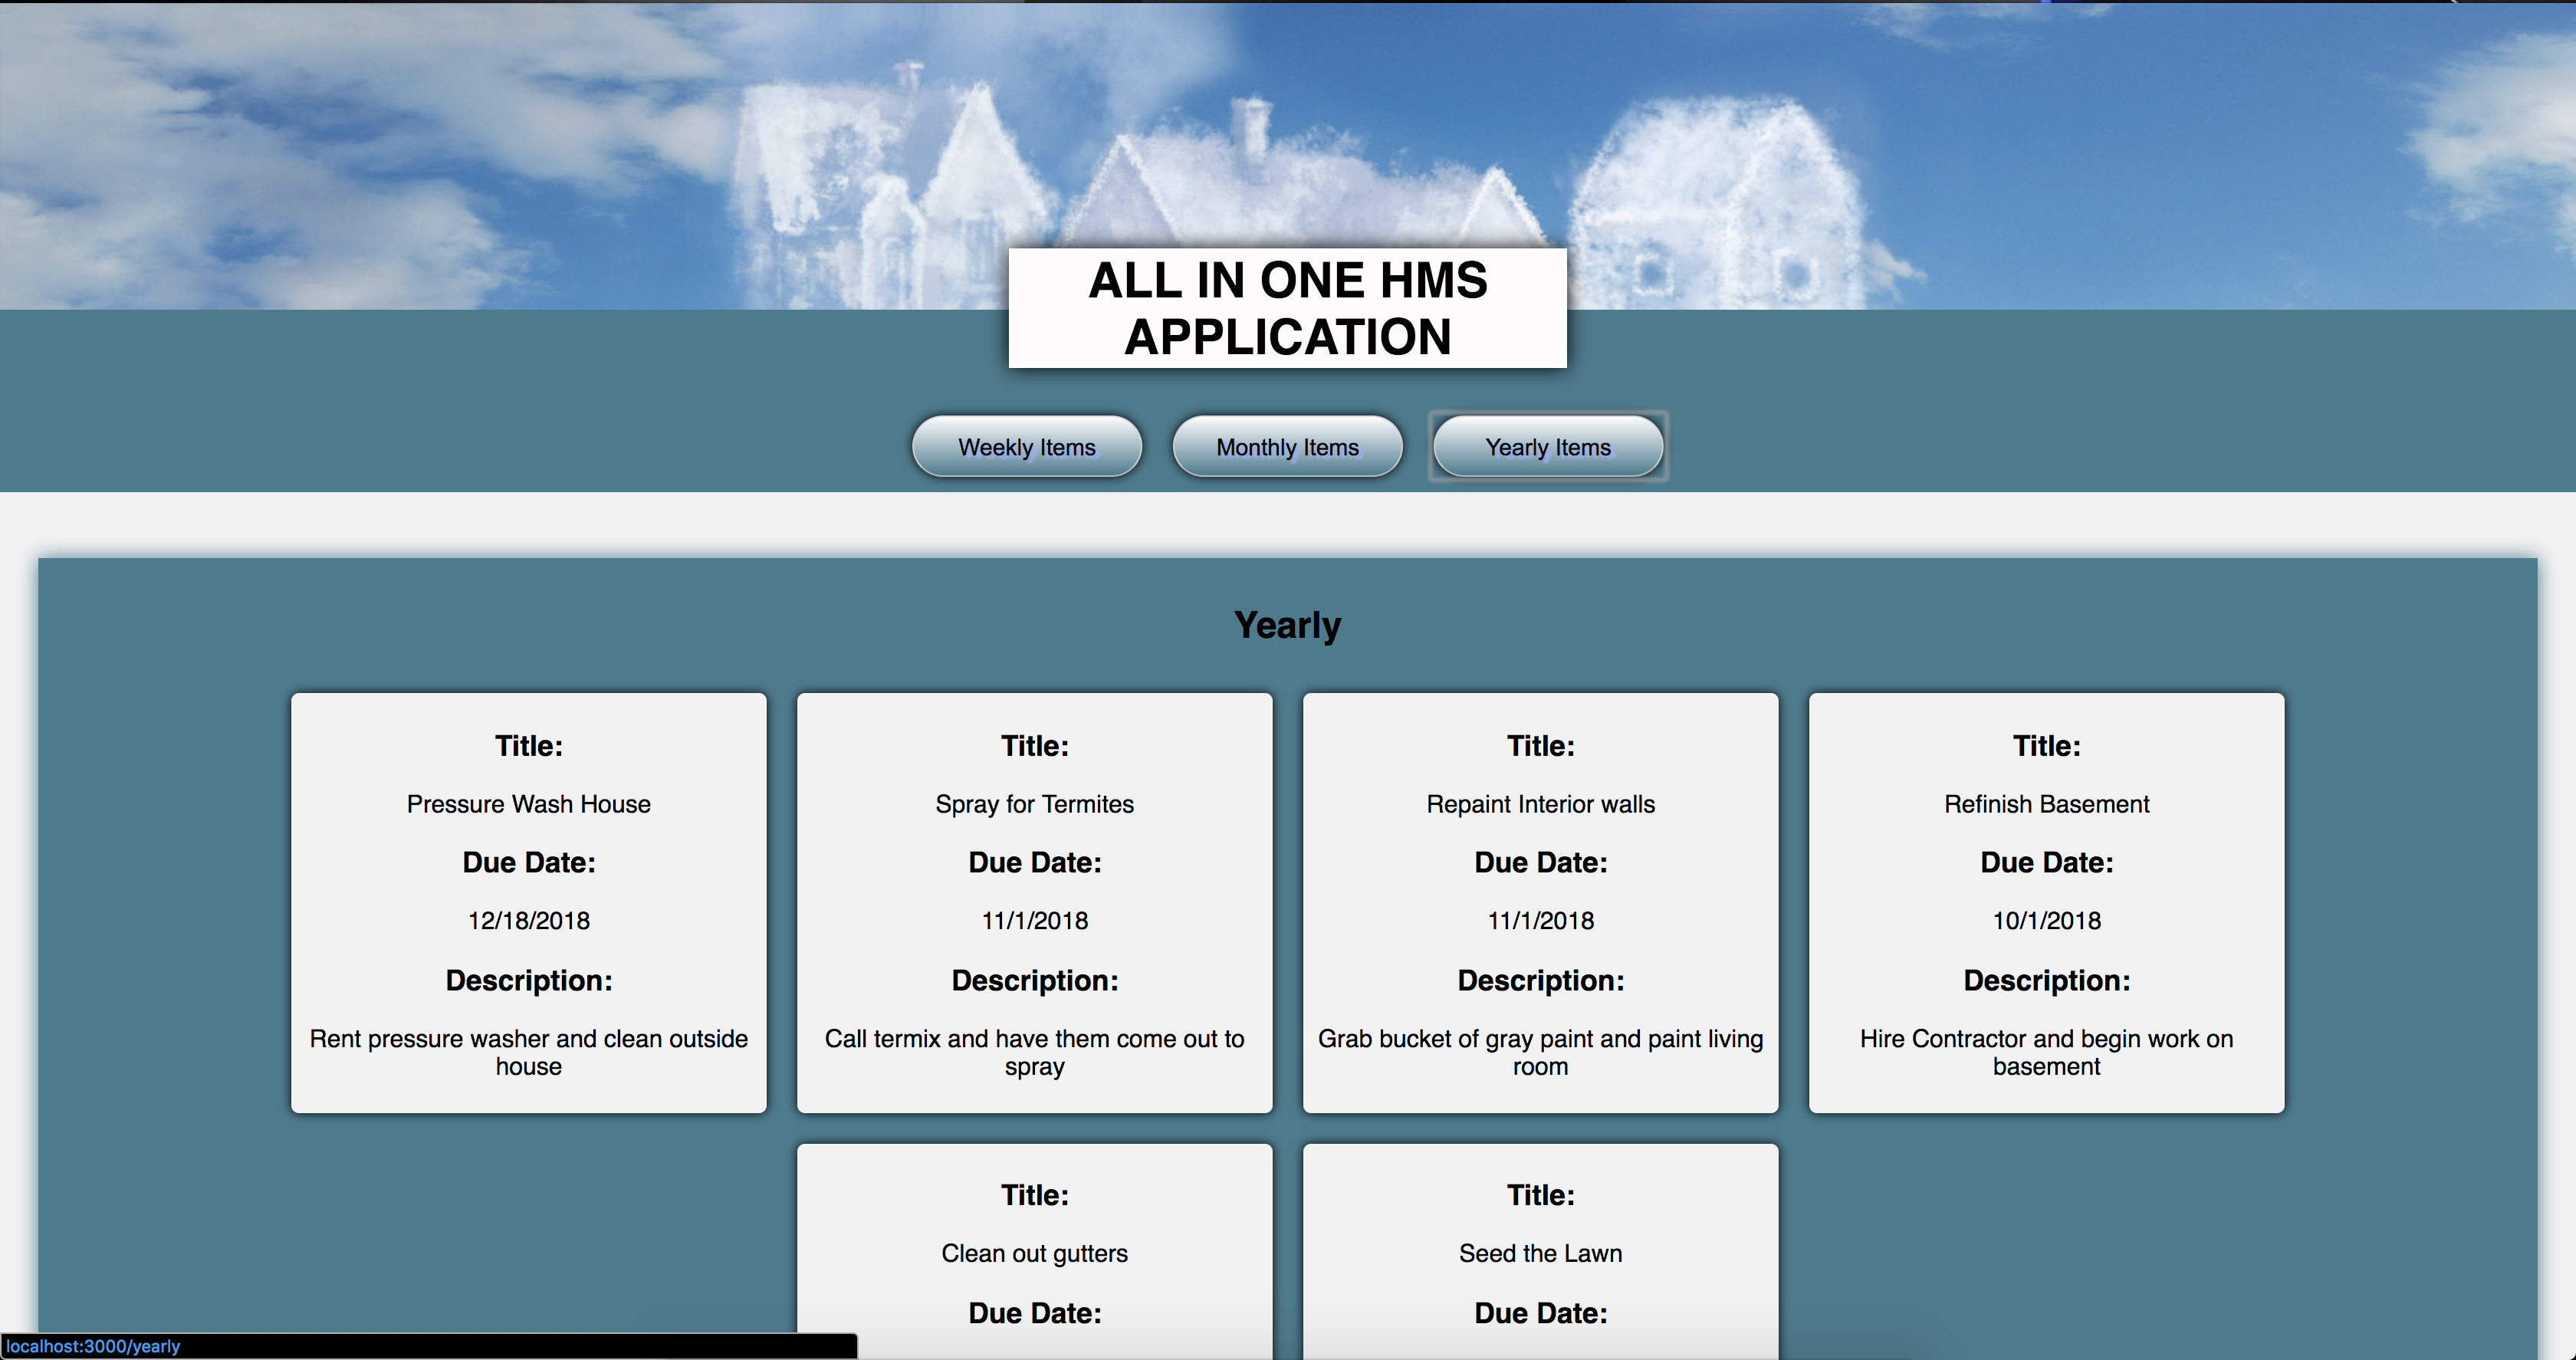 ALL IN ONE HMS
APPLICATION
Weekly Items
Monthly Items
Yearly Items
Yearly
Title:
Pressure Wash House
Due Date:
12/18/2018
Description:
Rent pressure washer and clean outside
house
Title:
Spray for Termites
Due Date:
11/1/2018
Description:
Call termix and have them come out to
spray
Title:
Repaint Interior walls
Due Date:
11/1/2018
Description:
Grab bucket of gray paint and paint living
room
Title:
Refinish Basement
Due Date:
10/1/2018
Description:
Hire Contractor and begin work on
basement
Title:
Clean out gutters
Due Date:
Title:
Seed the Lawn
Due Date:
localhost:3000/yearly